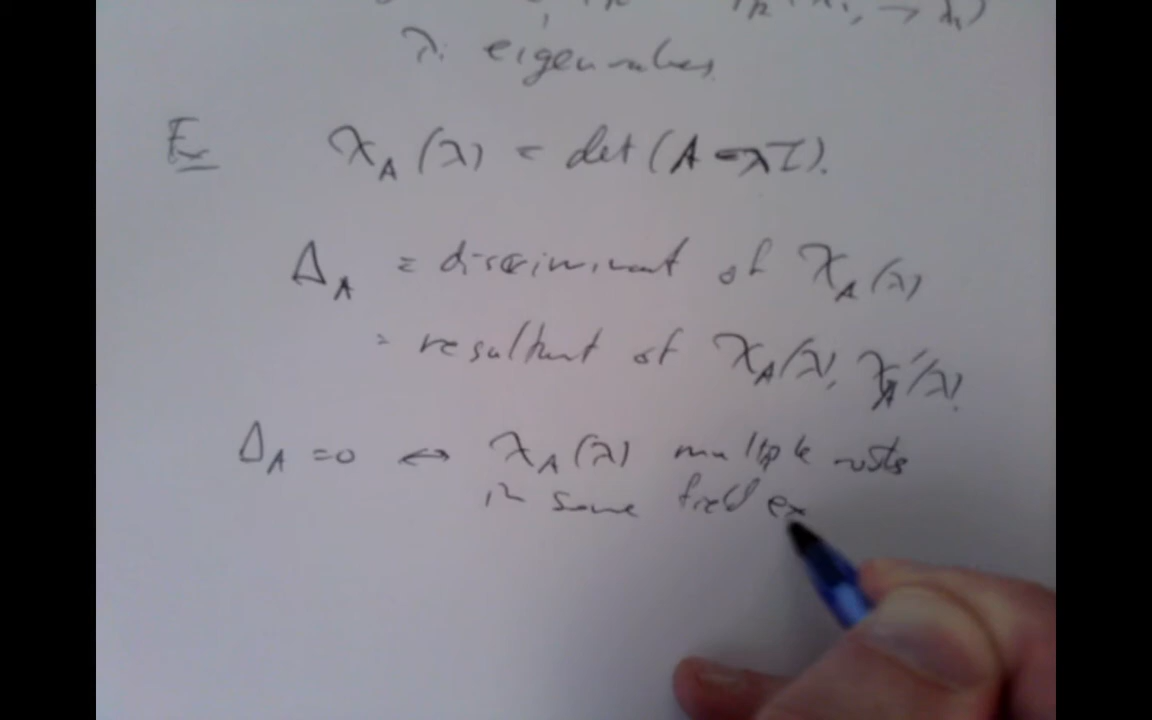 λi eigenvalues.
Ex χ_A(λ) = det(A-λI).
Δ_A = discriminant of χ_A(λ)
= resultant of χ_A(λ), χ_A'(λ).
Δ_A = 0 ↔ χ_A(λ) multiple roots
in some field ex